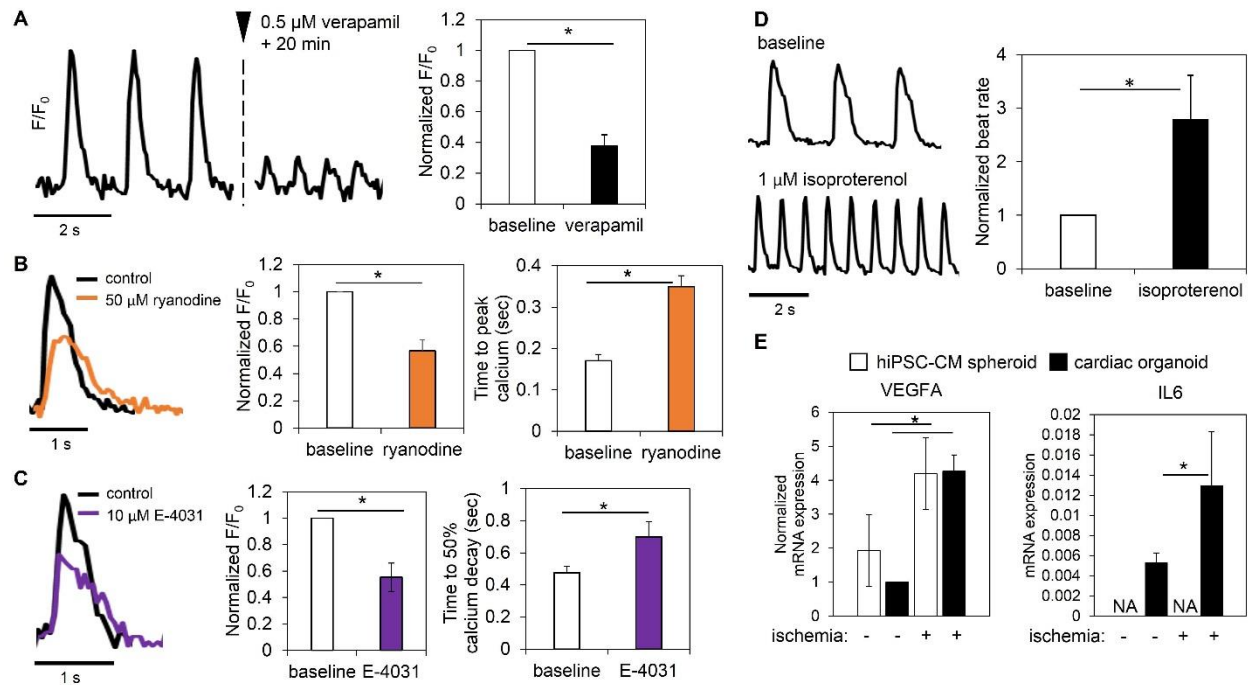 A
0.5 µM verapamil
+ 20 min
F/F0
2 s
Normalized F/F0
1.2
1
0.8
0.6
0.4
0.2
0
*
baseline verapamil
B
control
50 µM ryanodine
1 s
Normalized F/F0
1.2
1
0.8
0.6
0.4
0.2
0
*
baseline ryanodine
Time to peak
calcium (sec)
0.4
0.3
0.2
0.1
0
*
baseline ryanodine
C
control
10 µM E-4031
1 s
Normalized F/F0
1.2
1
0.8
0.6
0.4
0.2
0
*
baseline E-4031
Time to 50%
calcium decay (sec)
1
0.8
0.6
0.4
0.2
0
*
baseline E-4031
D
baseline
1 µM isoproterenol
2 s
Normalized beat rate
4
3
2
1
0
*
baseline isoproterenol
E
hiPSC-CM spheroid cardiac organoid
VEGFA
Normalized
mRNA expression
6
5
4
3
2
1
0
*
ischemia: - - + +
IL6
mRNA expression
0.02
0.018
0.016
0.014
0.012
0.01
0.008
0.006
0.004
0.002
0
*
NA NA
ischemia: - - + +